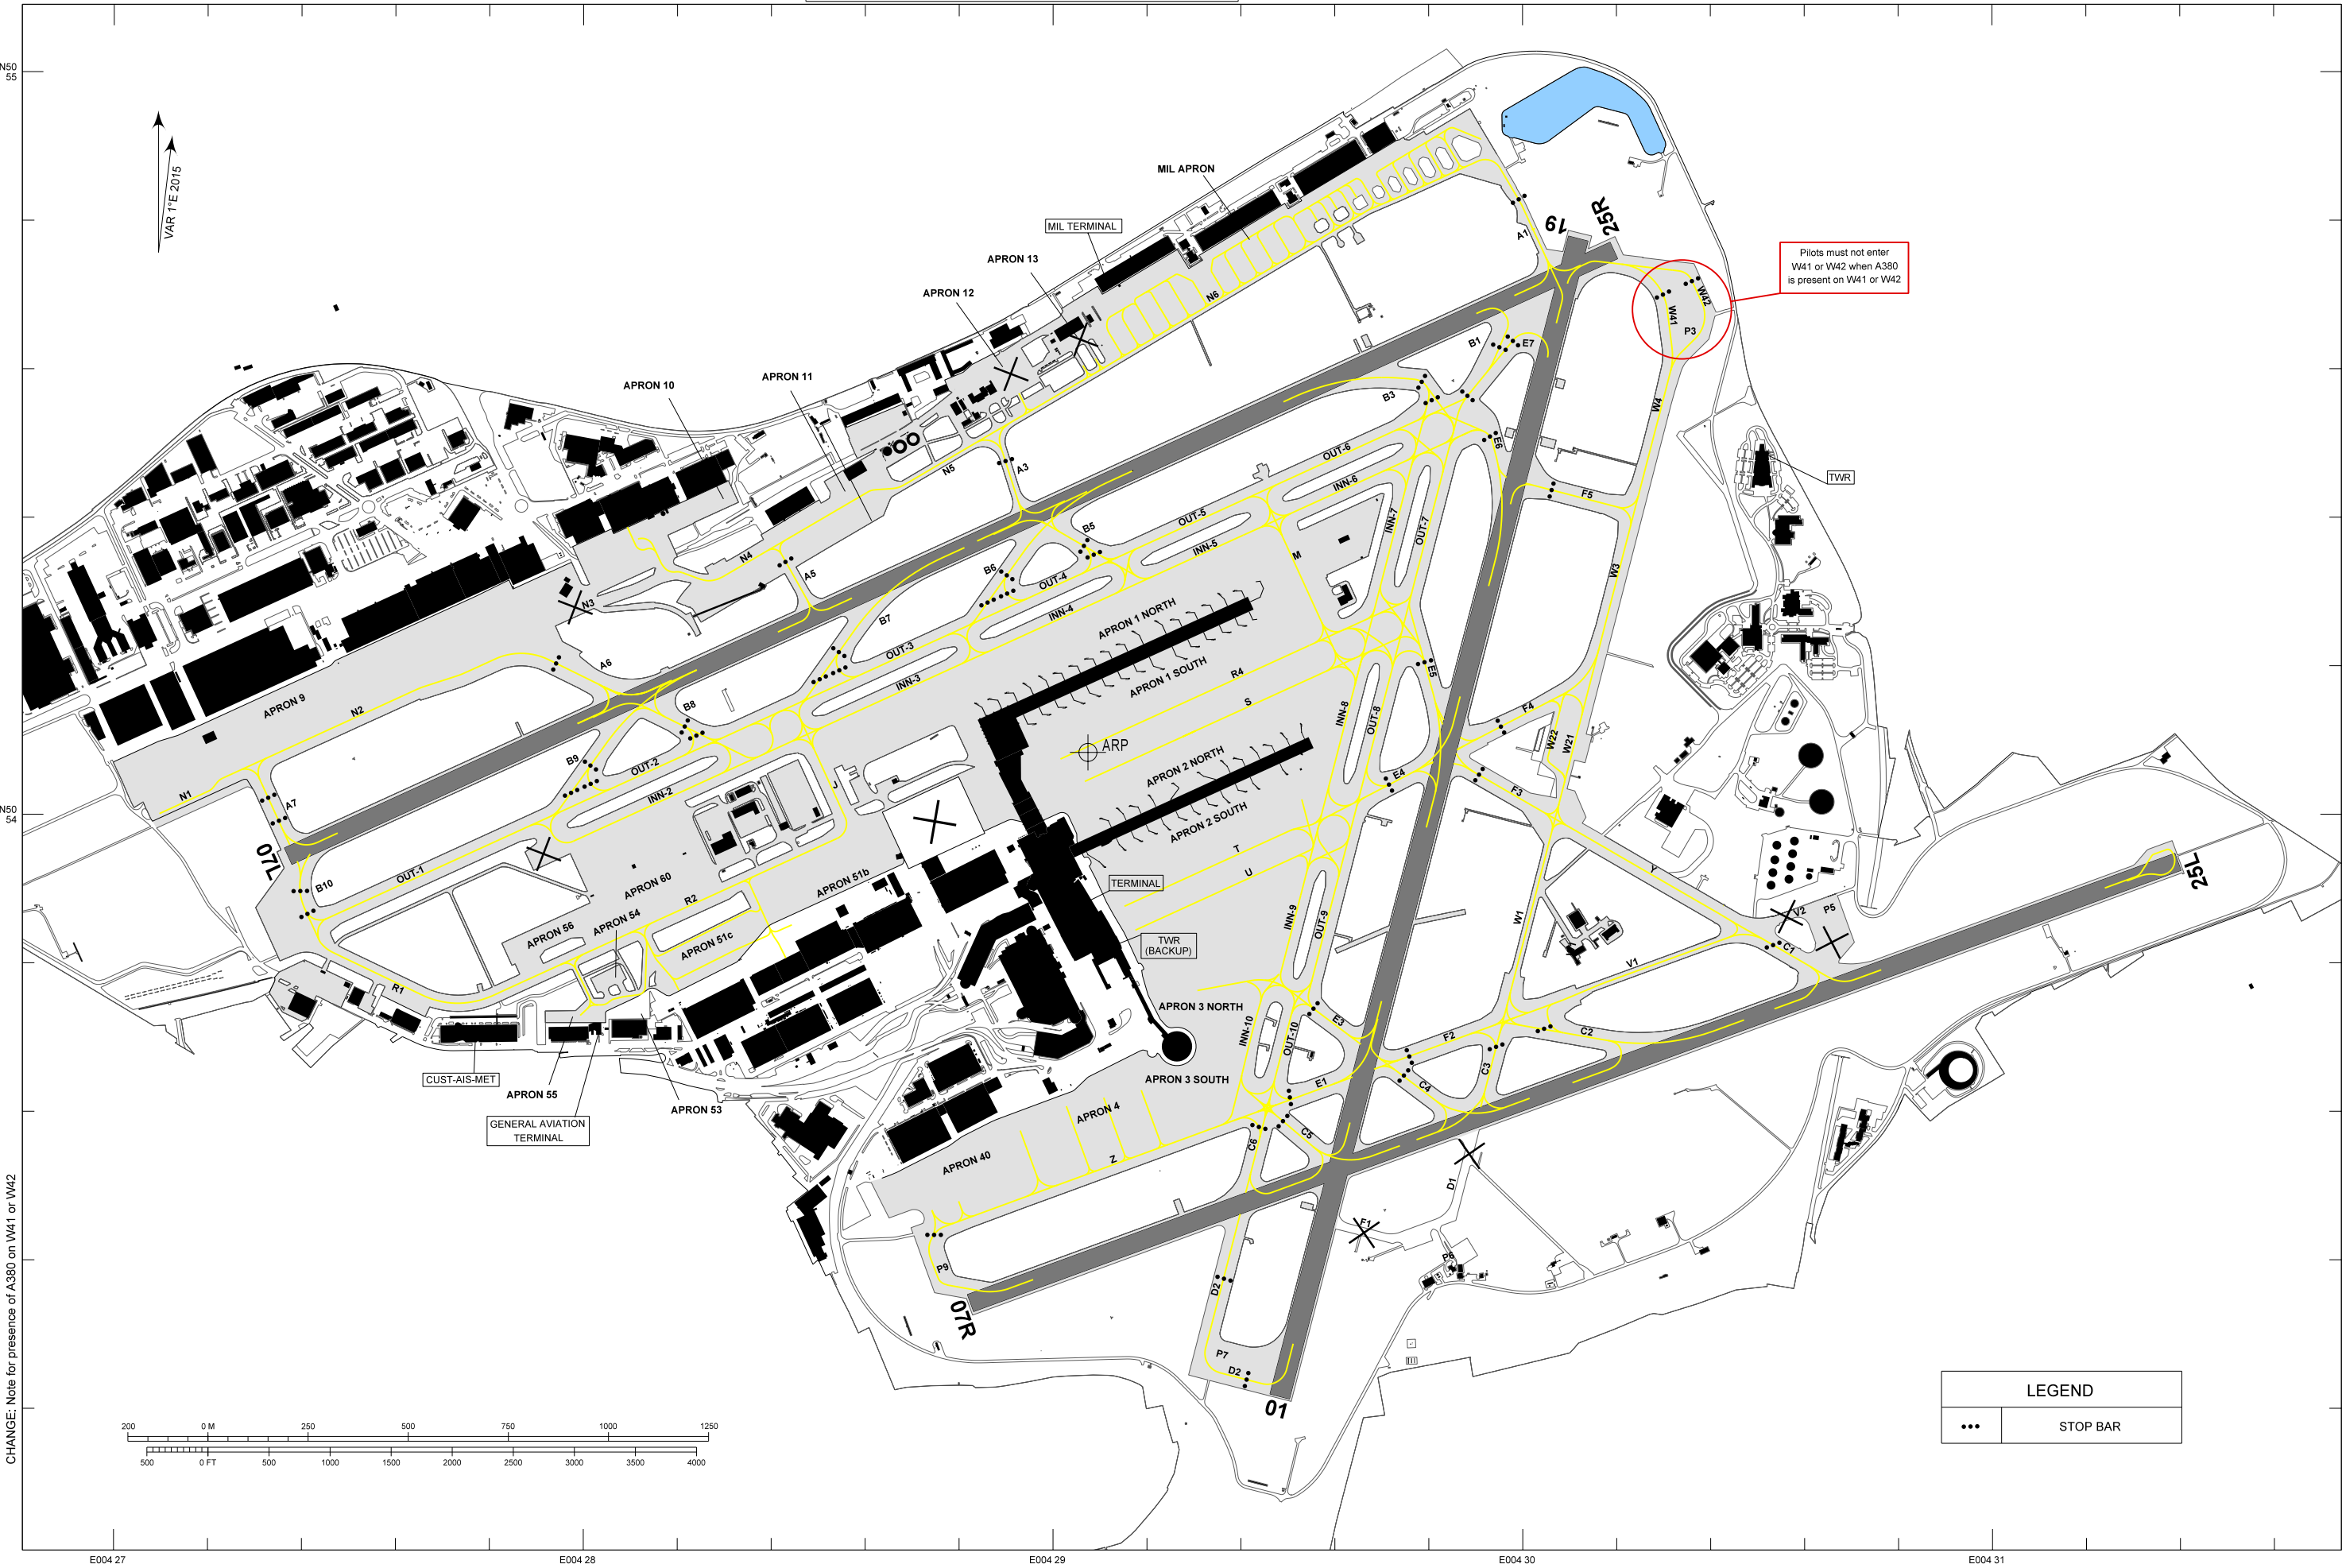 N50
55
VAR 1°E 2015
MIL APRON
MIL TERMINAL
APRON 13
APRON 12
APRON 11
APRON 10
19
25R
A1
Pilots must not enter
W41 or W42 when A380
is present on W41 or W42
W42
W41
P3
N6
B1
E7
B3
W4
E6
TWR
OUT-6
INN-6
N5
A3
F5
OUT-5
INN-5
B5
INN-7
OUT-7
M
N4
A5
B6
OUT-4
INN-4
W3
N3
APRON 1 NORTH
B7
OUT-3
INN-3
A6
APRON 1 SOUTH
R4
S
E5
APRON 9
N2
B8
INN-8
OUT-8
F4
W22
W21
ARP
B9
OUT-2
INN-2
J
APRON 2 NORTH
APRON 2 SOUTH
E4
F3
N1
A7
N50
54
07L
B10
OUT-1
APRON 60
APRON 51b
T
U
TERMINAL
Y
25L
R2
APRON 54
APRON 56
APRON 51c
INN-9
OUT-9
W1
V2
P5
C1
TWR
(BACKUP)
V1
R1
APRON 3 NORTH
INN-10
OUT-10
E3
F2
C2
CUST-AIS-MET
APRON 55
APRON 53
GENERAL AVIATION
TERMINAL
APRON 3 SOUTH
E1
C4
C3
APRON 4
APRON 40
Z
C6
C5
D1
F1
P6
P9
07R
D2
P7
D2
01
CHANGE: Note for presence of A380 on W41 or W42
200 0 M 250 500 750 1000 1250
500 0 FT 500 1000 1500 2000 2500 3000 3500 4000
LEGEND
STOP BAR
E004 27 E004 28 E004 29 E004 30 E004 31